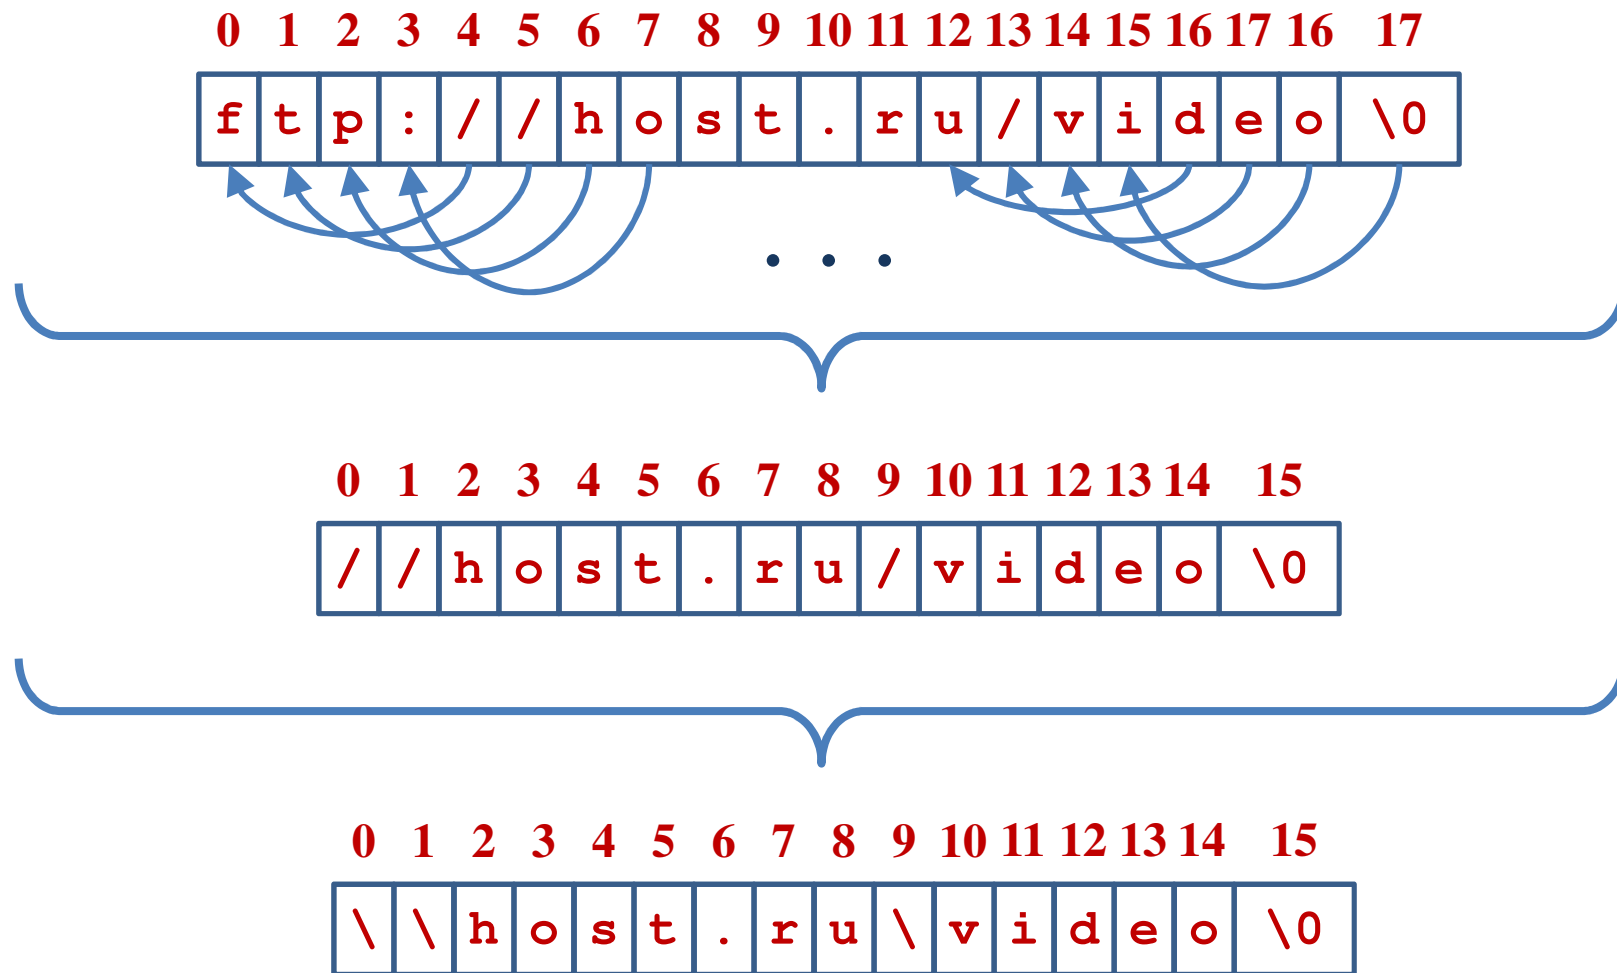 0 1 2 3 4 5 6 7 8 9 10 11 12 13 14 15 16 17 16 17
f t p : / / h o s t . r u / v i d e o \0
. . .
0 1 2 3 4 5 6 7 8 9 10 11 12 13 14 15
/ / h o s t . r u / v i d e o \0
0 1 2 3 4 5 6 7 8 9 10 11 12 13 14 15
\ \ h o s t . r u \ v i d e o \0